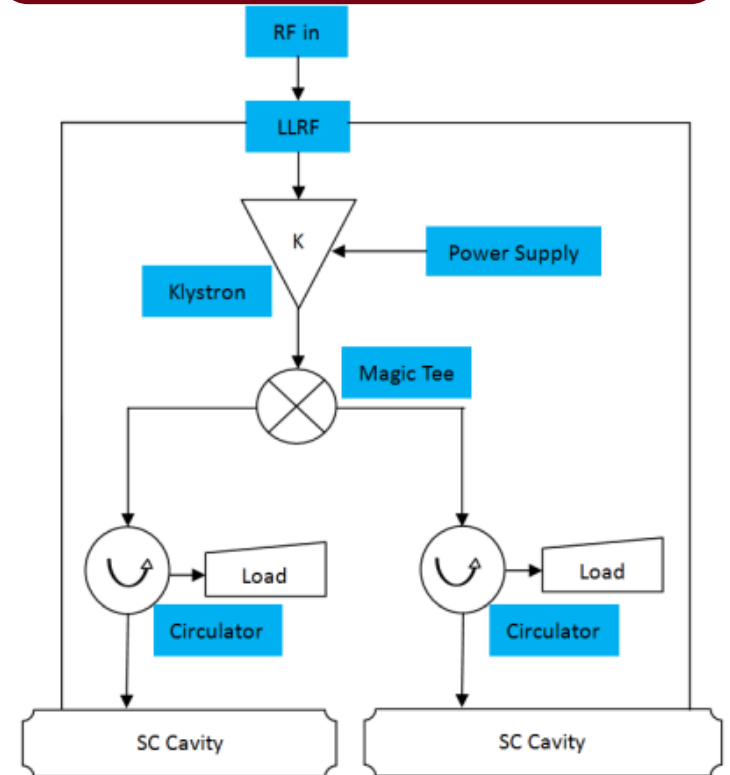 RF in
LLRF
K
Power Supply
Klystron
Magic Tee
Load
Load
Circulator
Circulator
SC Cavity
SC Cavity